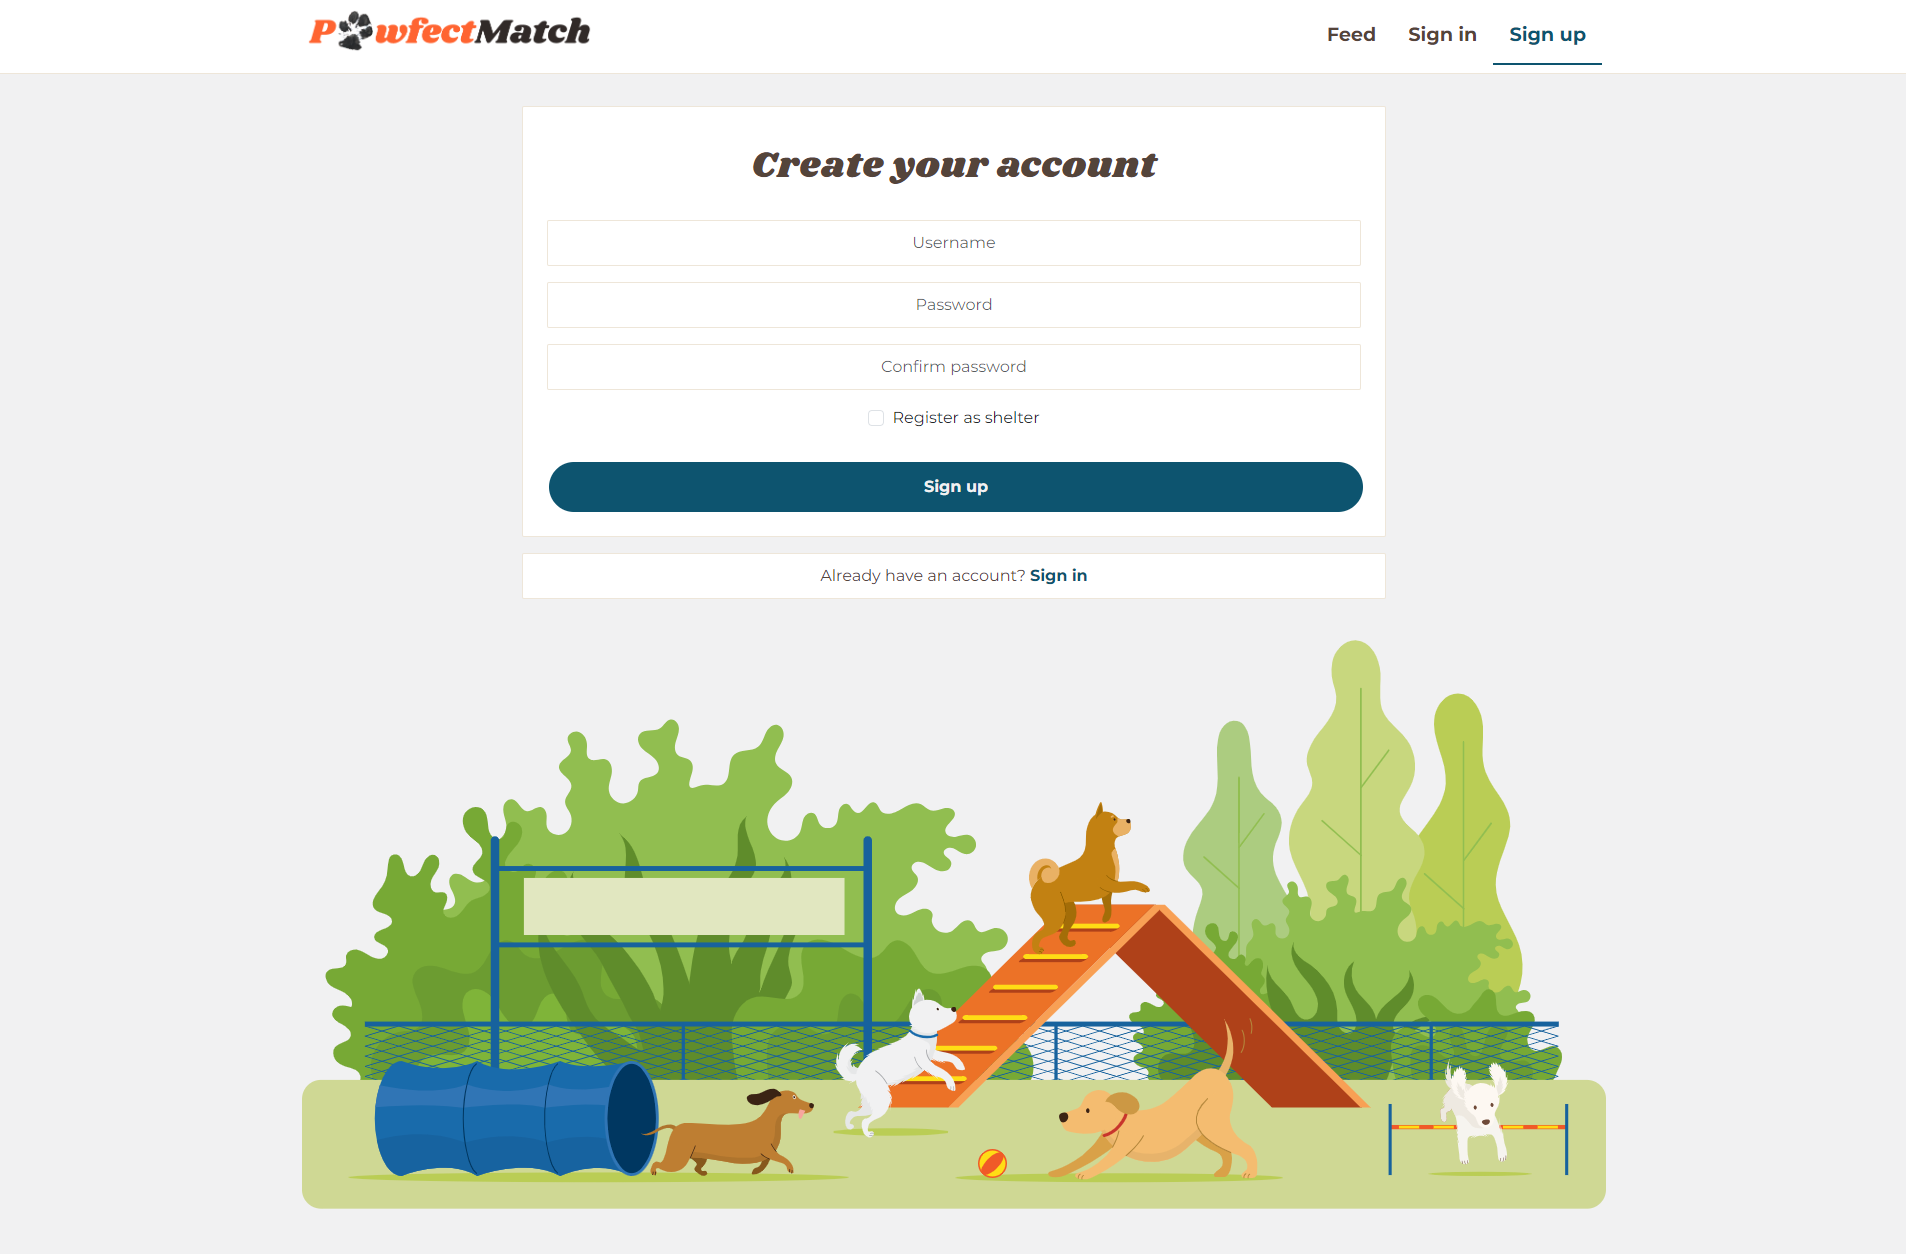 PawfectMatch
Feed
Sign in
Sign up
Create your account
Username
Password
Confirm password
Register as shelter
Sign up
Already have an account? Sign in